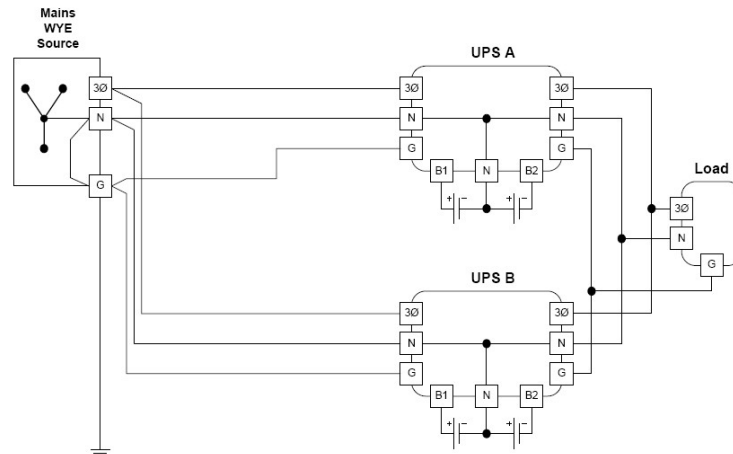 Mains
WYE
Source
3Ø
N
G
UPS A
3Ø
N
G
B1
N
B2
+ -
+ -
3Ø
N
G
Load
3Ø
N
G
UPS B
3Ø
N
G
B1
N
B2
+ -
+ -
3Ø
N
G